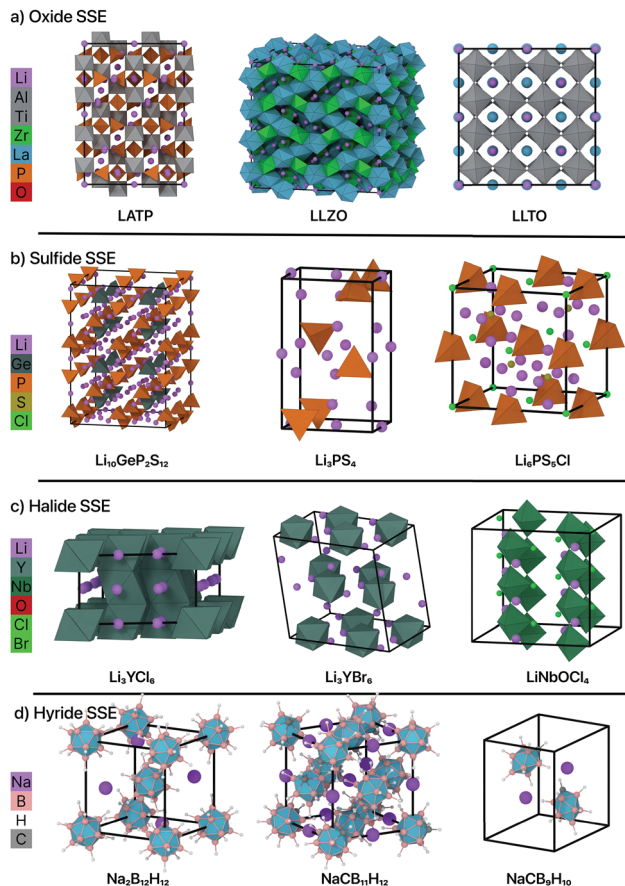 a) Oxide SSE
Li
Al
Ti
Zr
La
P
O
LATP
LLZO
LLTO
b) Sulfide SSE
Li
Ge
P
S
Cl
Li₁₀GeP₂S₁₂
Li₃PS₄
Li₆PS₅Cl
c) Halide SSE
Li
Y
Nb
O
Cl
Br
Li₃YCl₆
Li₃YBr₆
LiNbOCl₄
d) Hyride SSE
Na
B
H
C
Na₂B₁₂H₁₂
NaCB₁₁H₁₂
NaCB₉H₁₀